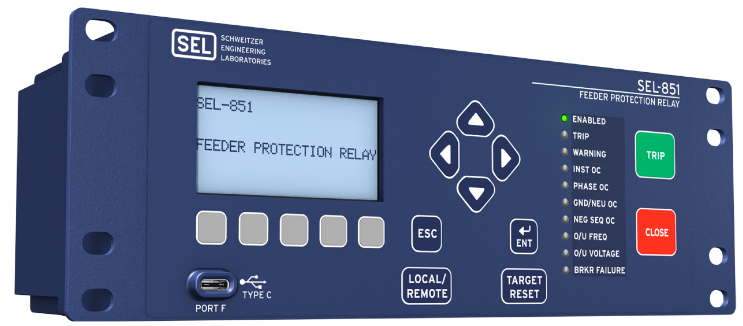 SEL
SCHWEITZER
ENGINEERING
LABORATORIES
SEL-851
FEEDER PROTECTION RELAY
SEL-851
FEEDER PROTECTION RELAY
ENABLED
TRIP
WARNING
INST OC
PHASE OC
GND/NEU OC
NEG SEQ OC
O/U FREQ
O/U VOLTAGE
BRKR FAILURE
TRIP
CLOSE
ESC
ENT
LOCAL/
REMOTE
TARGET
RESET
TYPE C
PORT F